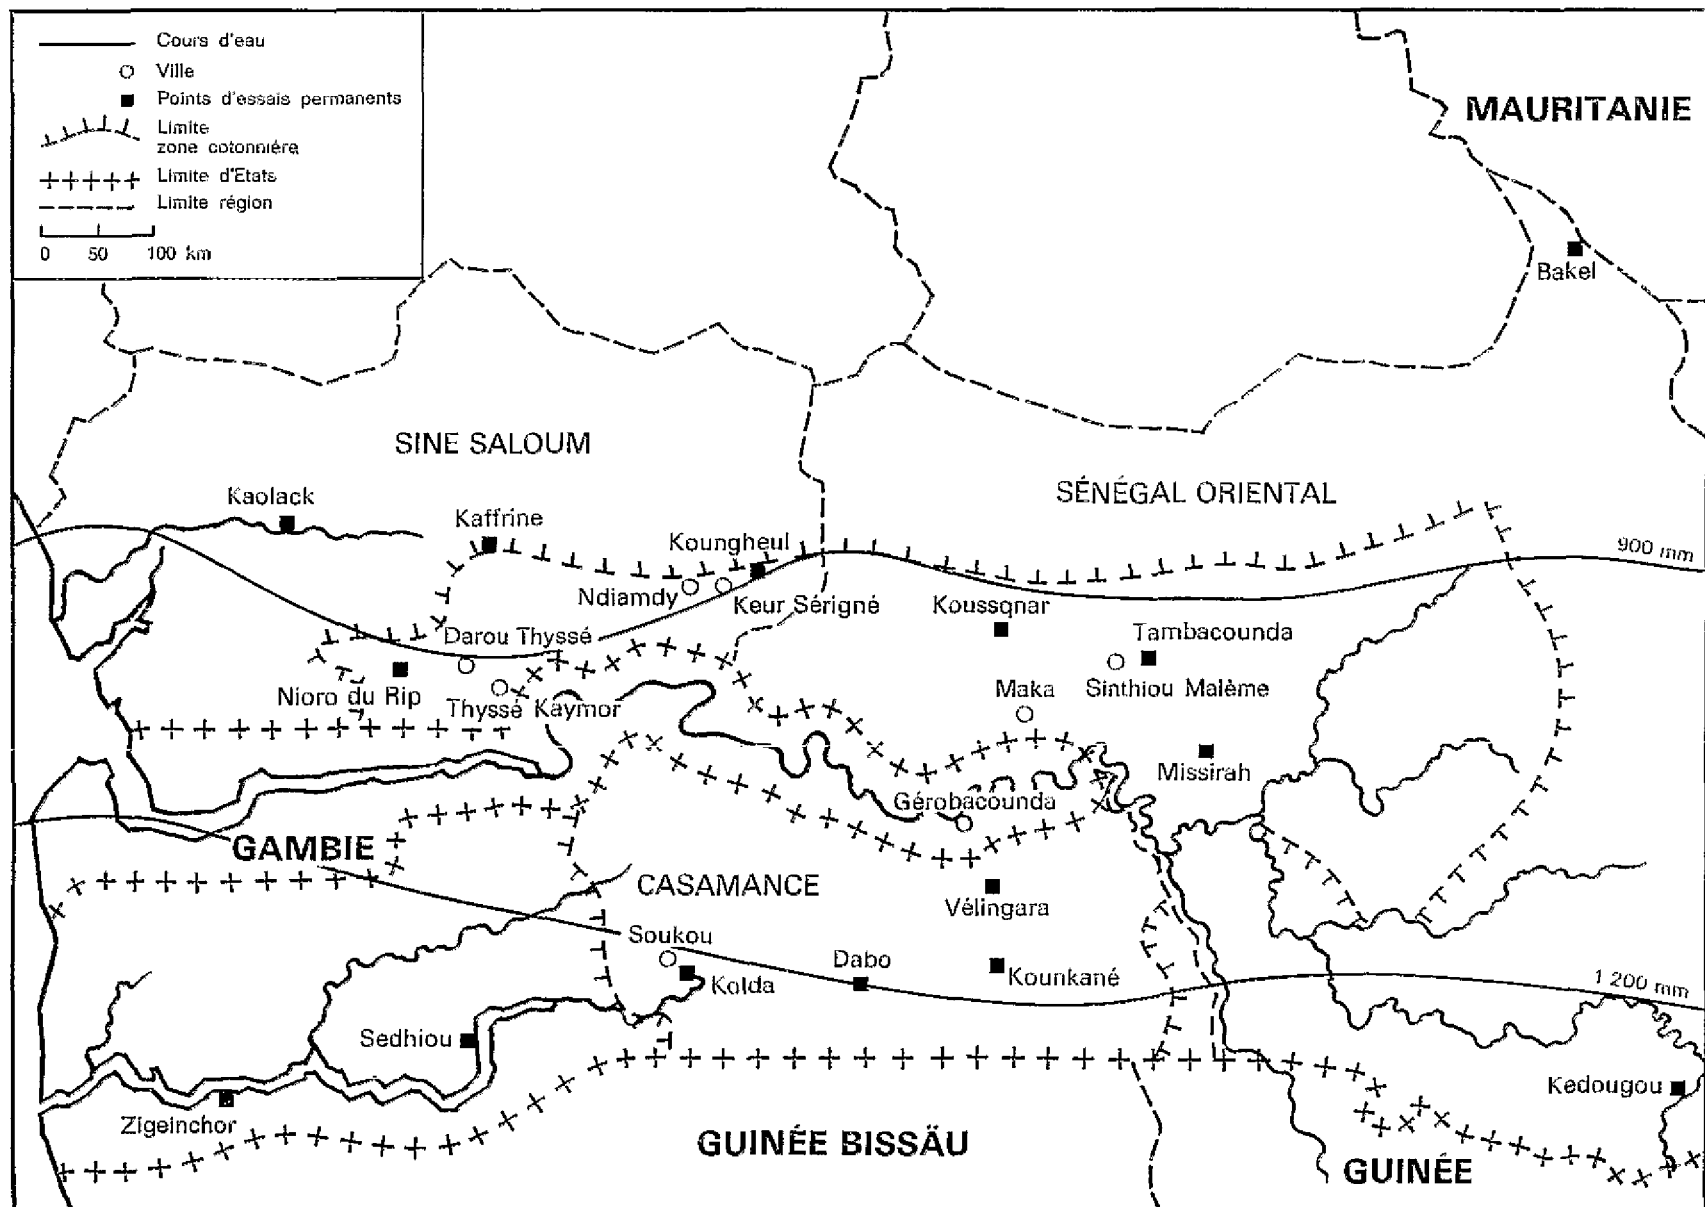 Cours d'eau
Ville
Points d'essais permanents
Limite
zone cotonnière
Limite d'Etats
Limite région
0 50 100 km
MAURITANIE
Bakel
SINE SALOUM
SÉNÉGAL ORIENTAL
Kaolack
Kaffrine
Koungheul
900 mm
Ndiamdy
Keur Sérigné
Koussqnar
Darou Thyssé
Tambacounda
Nioro du Rip
Thyssé Kaymor
Maka
Sinthiou Malème
Missirah
Gérobacounda
GAMBIE
CASAMANCE
Vélingara
Soukou
Dabo
Kolda
Kounkané
1 200 mm
Sedhiou
Kedougou
Zigeinchor
GUINÉE BISSÄU
GUINÉE